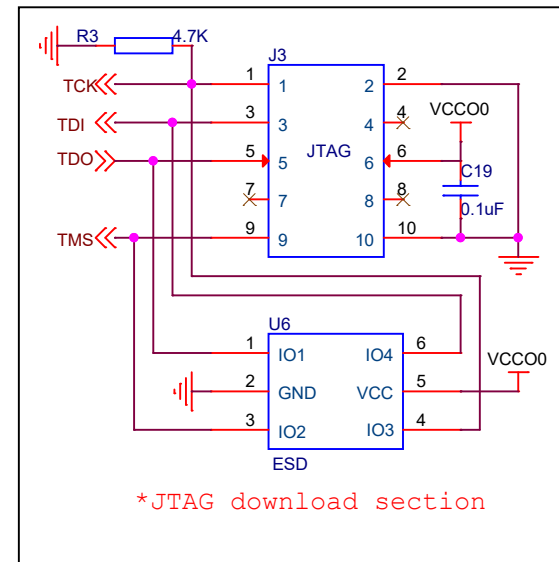 R3 4.7K
J3
TCK 1 1 2 2
VCCO0
TDI 3 3 4 4
TDO 5 5 JTAG 6 6
C19
7 7 8 8 0.1uF
TMS 9 9 10 10
U6
1 IO1 IO4 6
VCCO0
2 GND VCC 5
3 IO2 IO3 4
ESD
*JTAG download section